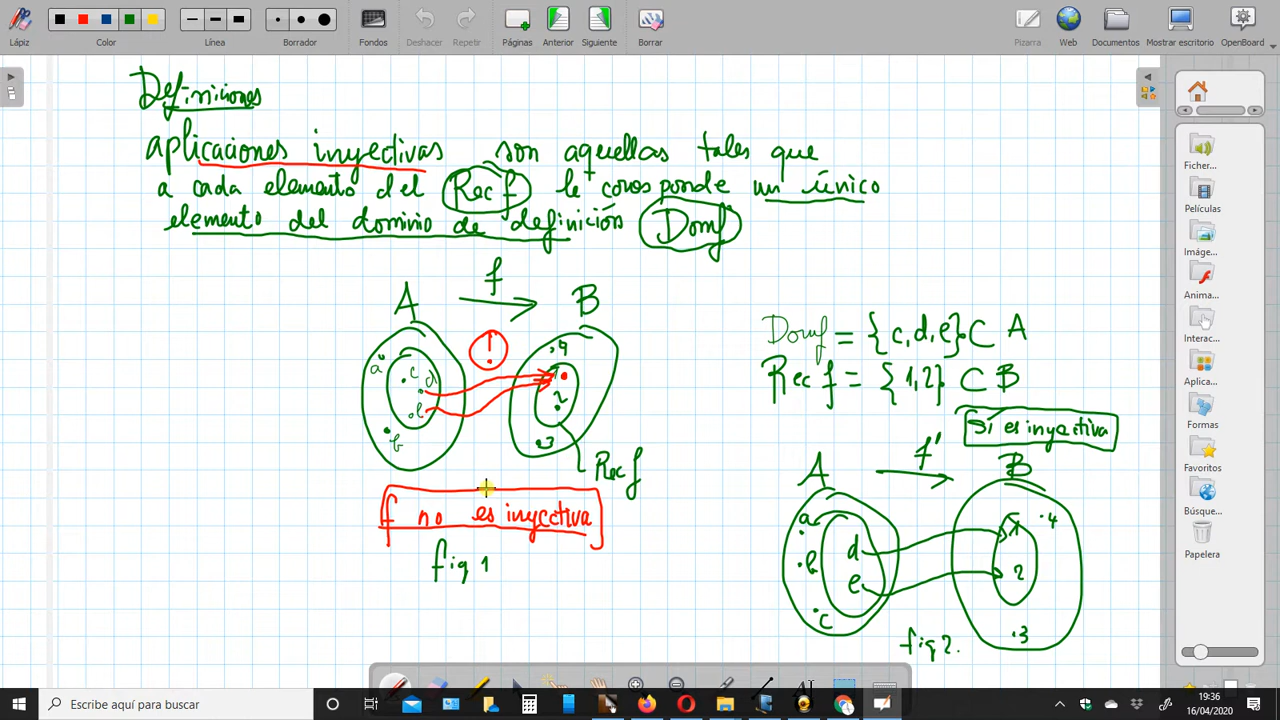 Lápiz Color Línea Borrador Fondos Deshacer Repetir Páginas Anterior Siguiente Borrar Pizarra Web Documentos Mostrar escritorio OpenBoard
Definiciones
aplicaciones inyectivas son aquellas tales que
a cada elemento del Rec f le corresponde un único
elemento del dominio de definición Domf
f
A B
!
a
c
d
e
b
4
1
2
3
Rec f
f no es inyectiva
fig 1
Domf = {c,d,e} ⊂ A
Rec f = {1,2} ⊂ B
Sí es inyectiva
f'
A B
a
b
c
d
e
1
2
4
3
fig 2.
Ficher...
Películas
Imáge...
Anima...
Interac...
Aplica...
Formas
Búsque...
Papelera
Escribe aquí para buscar
19:36
16/04/2020